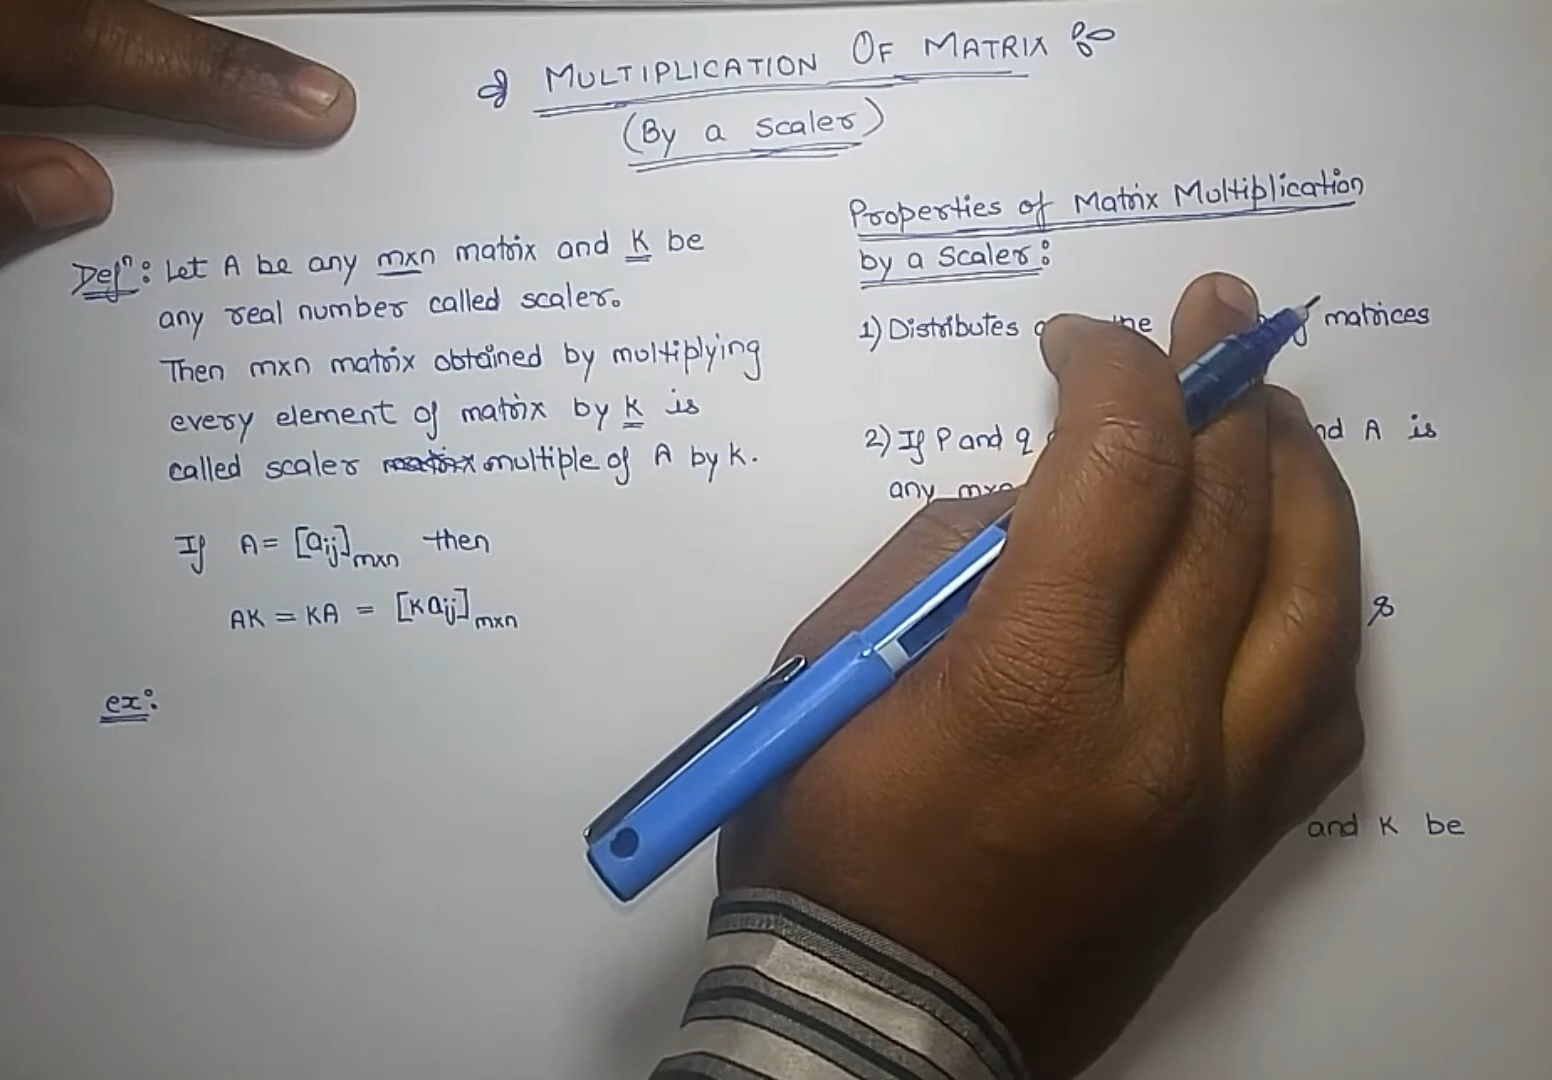 MULTIPLICATION OF MATRIX
(By a scaler)
Defⁿ: Let A be any mxn matrix and K be
any real number called scaler.
Then mxn matrix obtained by multiplying
every element of matrix by K is
called scaler multiple of A by K.
If A = [aij]mxn then
AK = KA = [Kaij]mxn
ex:
Properties of Matrix Multiplication
by a Scaler:
1) Distributes the matrices
2) If P and q A is
any
and K be